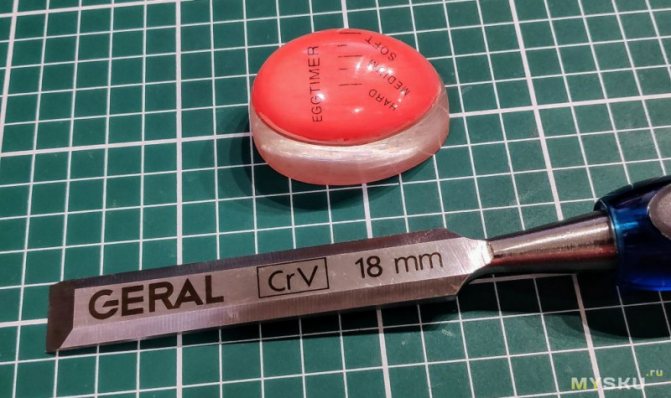 EGGTIMER
SOFT
MEDIUM
HARD
GERAL CrV 18 mm
MYSKU.ru